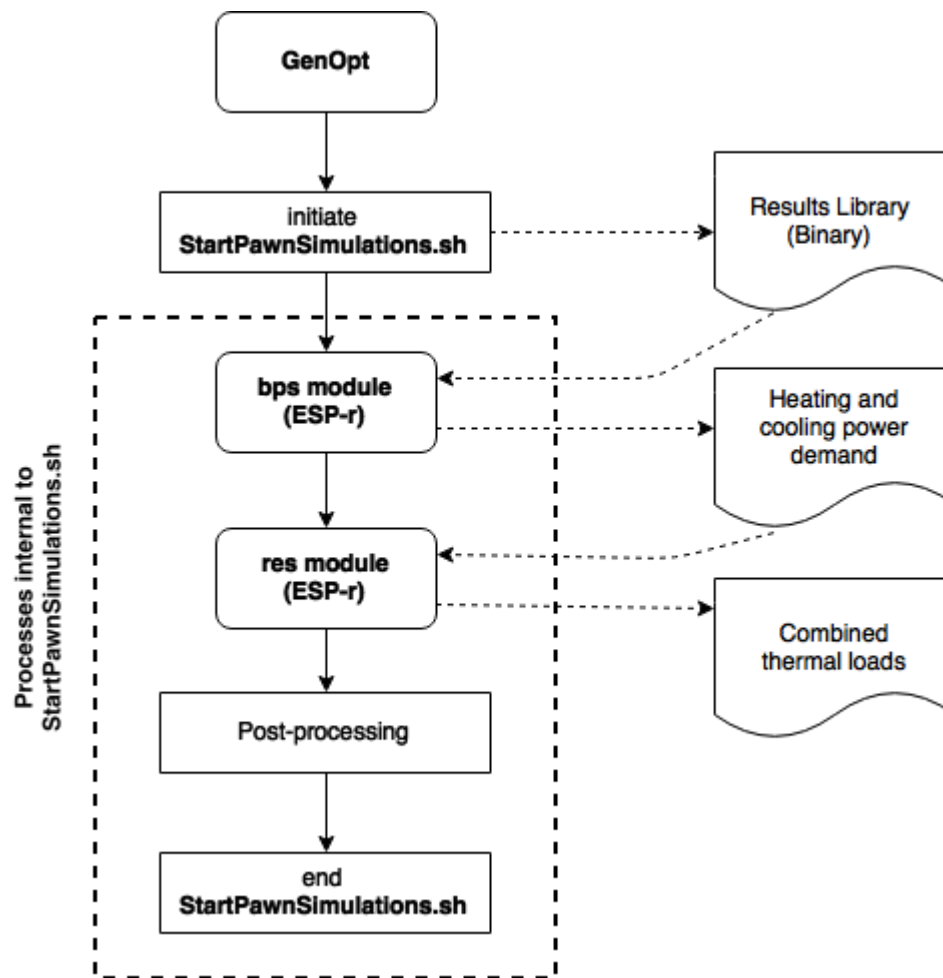 GenOpt
initiate
StartPawnSimulations.sh
Results Library
(Binary)
bps module
(ESP-r)
Heating and
cooling power
demand
Processes internal to
StartPawnSimulations.sh
res module
(ESP-r)
Combined
thermal loads
Post-processing
end
StartPawnSimulations.sh